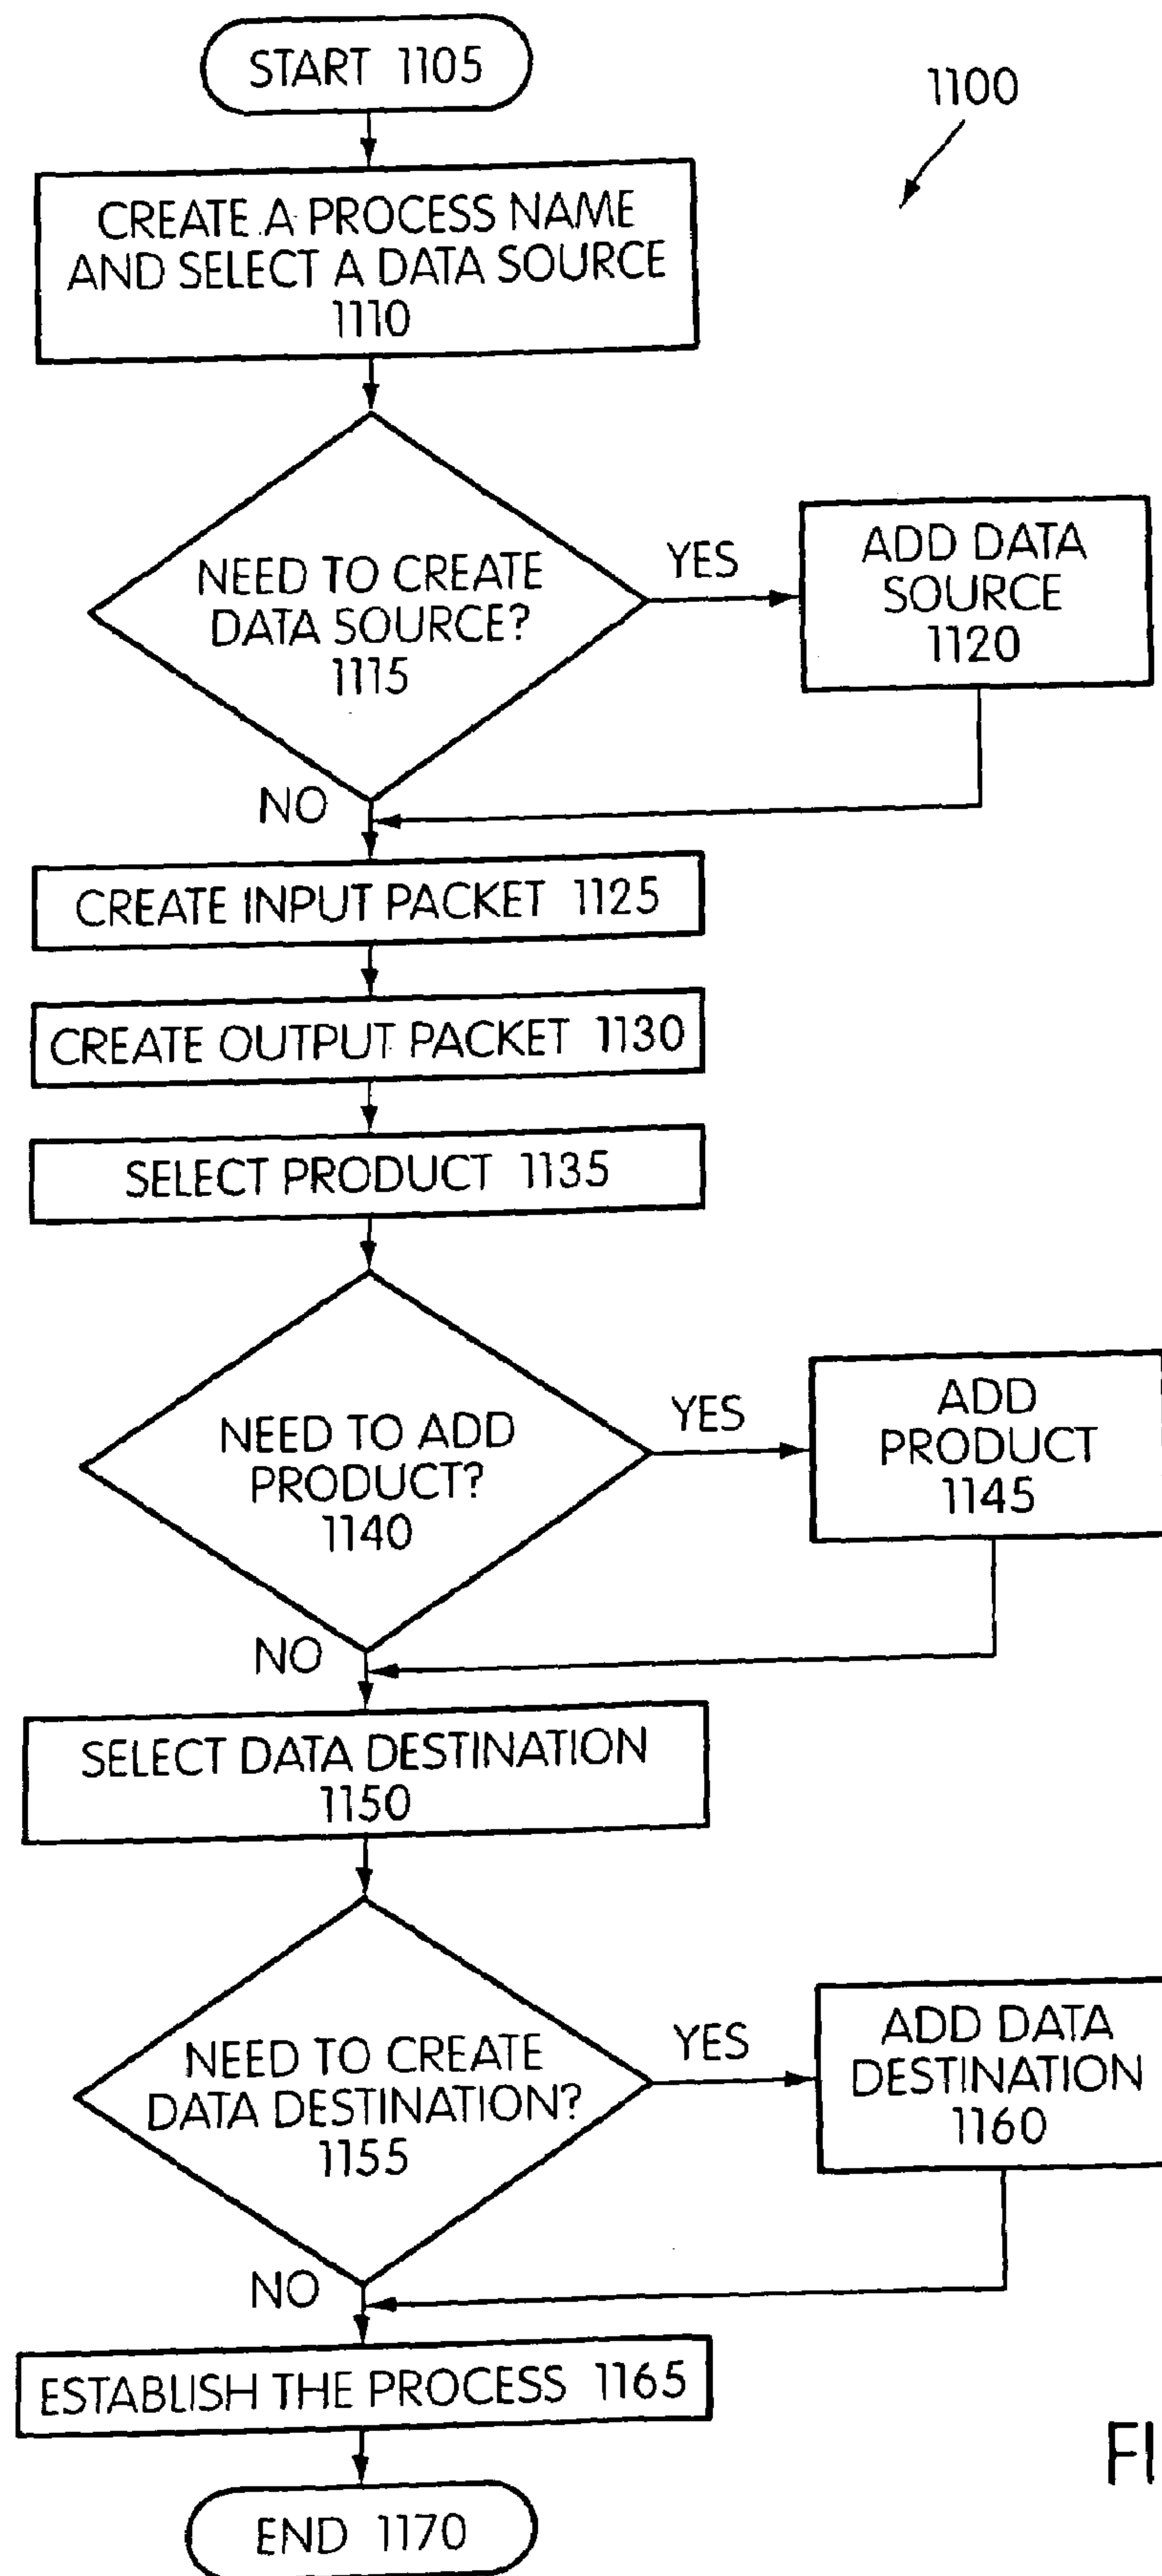 START 1105
1100
CREATE A PROCESS NAME
AND SELECT A DATA SOURCE
1110
NEED TO CREATE
DATA SOURCE?
1115
YES
ADD DATA
SOURCE
1120
NO
CREATE INPUT PACKET 1125
CREATE OUTPUT PACKET 1130
SELECT PRODUCT 1135
NEED TO ADD
PRODUCT?
1140
YES
ADD
PRODUCT
1145
NO
SELECT DATA DESTINATION
1150
NEED TO CREATE
DATA DESTINATION?
1155
YES
ADD DATA
DESTINATION
1160
NO
ESTABLISH THE PROCESS 1165
FI
END 1170